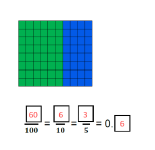 60/100 = 6/10 = 3/5 = 0. 6